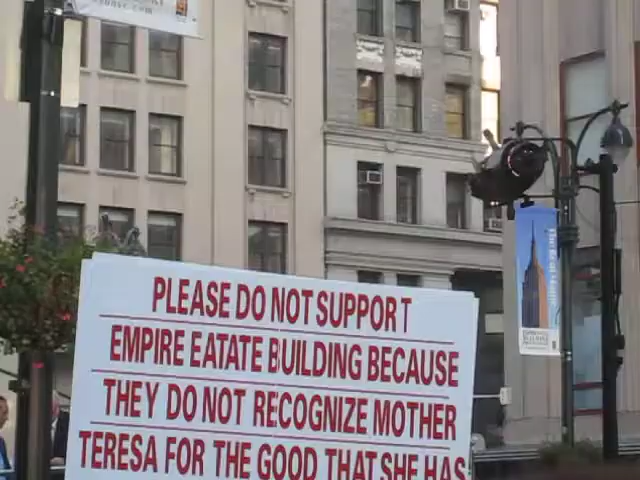 PLEASE DO NOT SUPPORT
EMPIRE EATATE BUILDING BECAUSE
THEY DO NOT RECOGNIZE MOTHER
TERESA FOR THE GOOD THAT SHE HAS